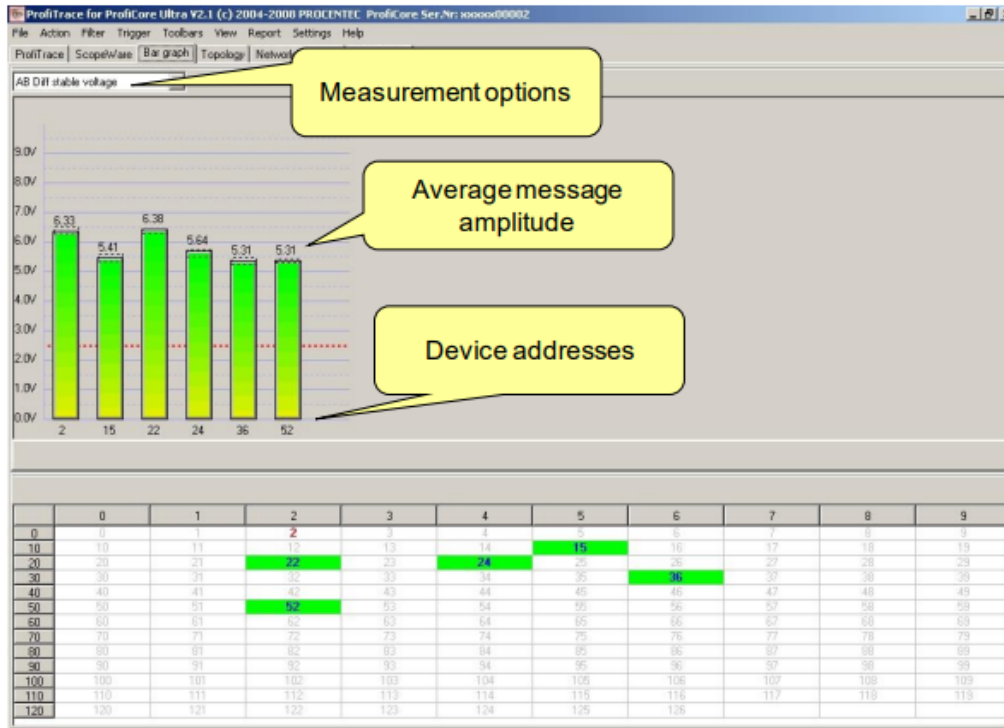 ProfiTrace for ProfiCore Ultra V2.1 (c) 2004-2008 PROCENTEC ProfiCore Ser.Nr: xxxxx00002
File Action Filter Trigger Toolbars View Report Settings Help
ProfiTrace ScopeWare Bar graph Topology
AB Diff stable voltage
Measurement options
9.0V
8.0V
7.0V
6.0V
5.0V
4.0V
3.0V
2.0V
1.0V
0.0V
6.33 5.41 6.38 5.64 5.31 5.31
Average message
amplitude
Device addresses
2 15 22 24 36 52
0 1 2 3 4 5 6 7 8 9
0 0 1 2 3 4 5 6 7 8 9
10 10 11 12 13 14 15 16 17 18 19
20 20 21 22 23 24 25 26 27 28 29
30 30 31 32 33 34 35 36 37 38 39
40 40 41 42 43 44 45 46 47 48 49
50 50 51 52 53 54 55 56 57 58 59
60 60 61 62 63 64 65 66 67 68 69
70 70 71 72 73 74 75 76 77 78 79
80 80 81 82 83 84 85 86 87 88 89
90 90 91 92 93 94 95 96 97 98 99
100 100 101 102 103 104 105 106 107 108 109
110 110 111 112 113 114 115 116 117 118 119
120 120 121 122 123 124 125 126